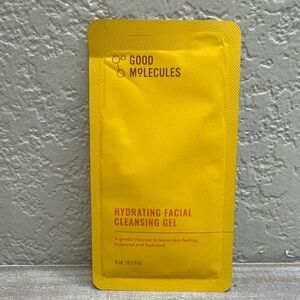 GOOD
MOLECULES
HYDRATING FACIAL
CLEANSING GEL
A gentle cleanser to leave skin feeling
balanced and hydrated